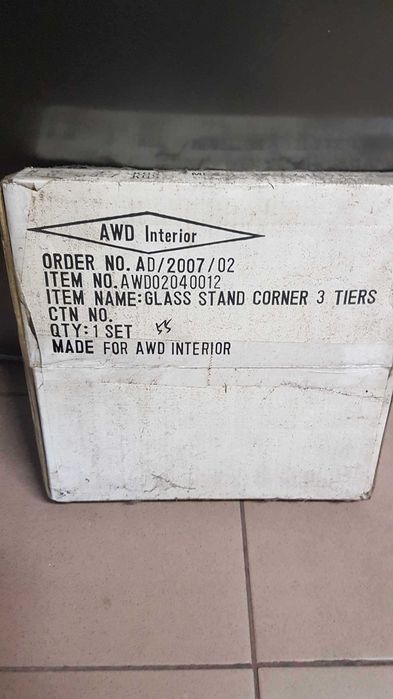 AWD Interior
ORDER NO. AD/2007/02
ITEM NO. AWD02040012
ITEM NAME: GLASS STAND CORNER 3 TIERS
CTN NO.
QTY: 1 SET 55
MADE FOR AWD INTERIOR